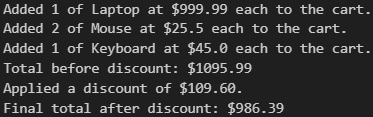 Added 1 of Laptop at $999.99 each to the cart.
Added 2 of Mouse at $25.5 each to the cart.
Added 1 of Keyboard at $45.0 each to the cart.
Total before discount: $1095.99
Applied a discount of $109.60.
Final total after discount: $986.39